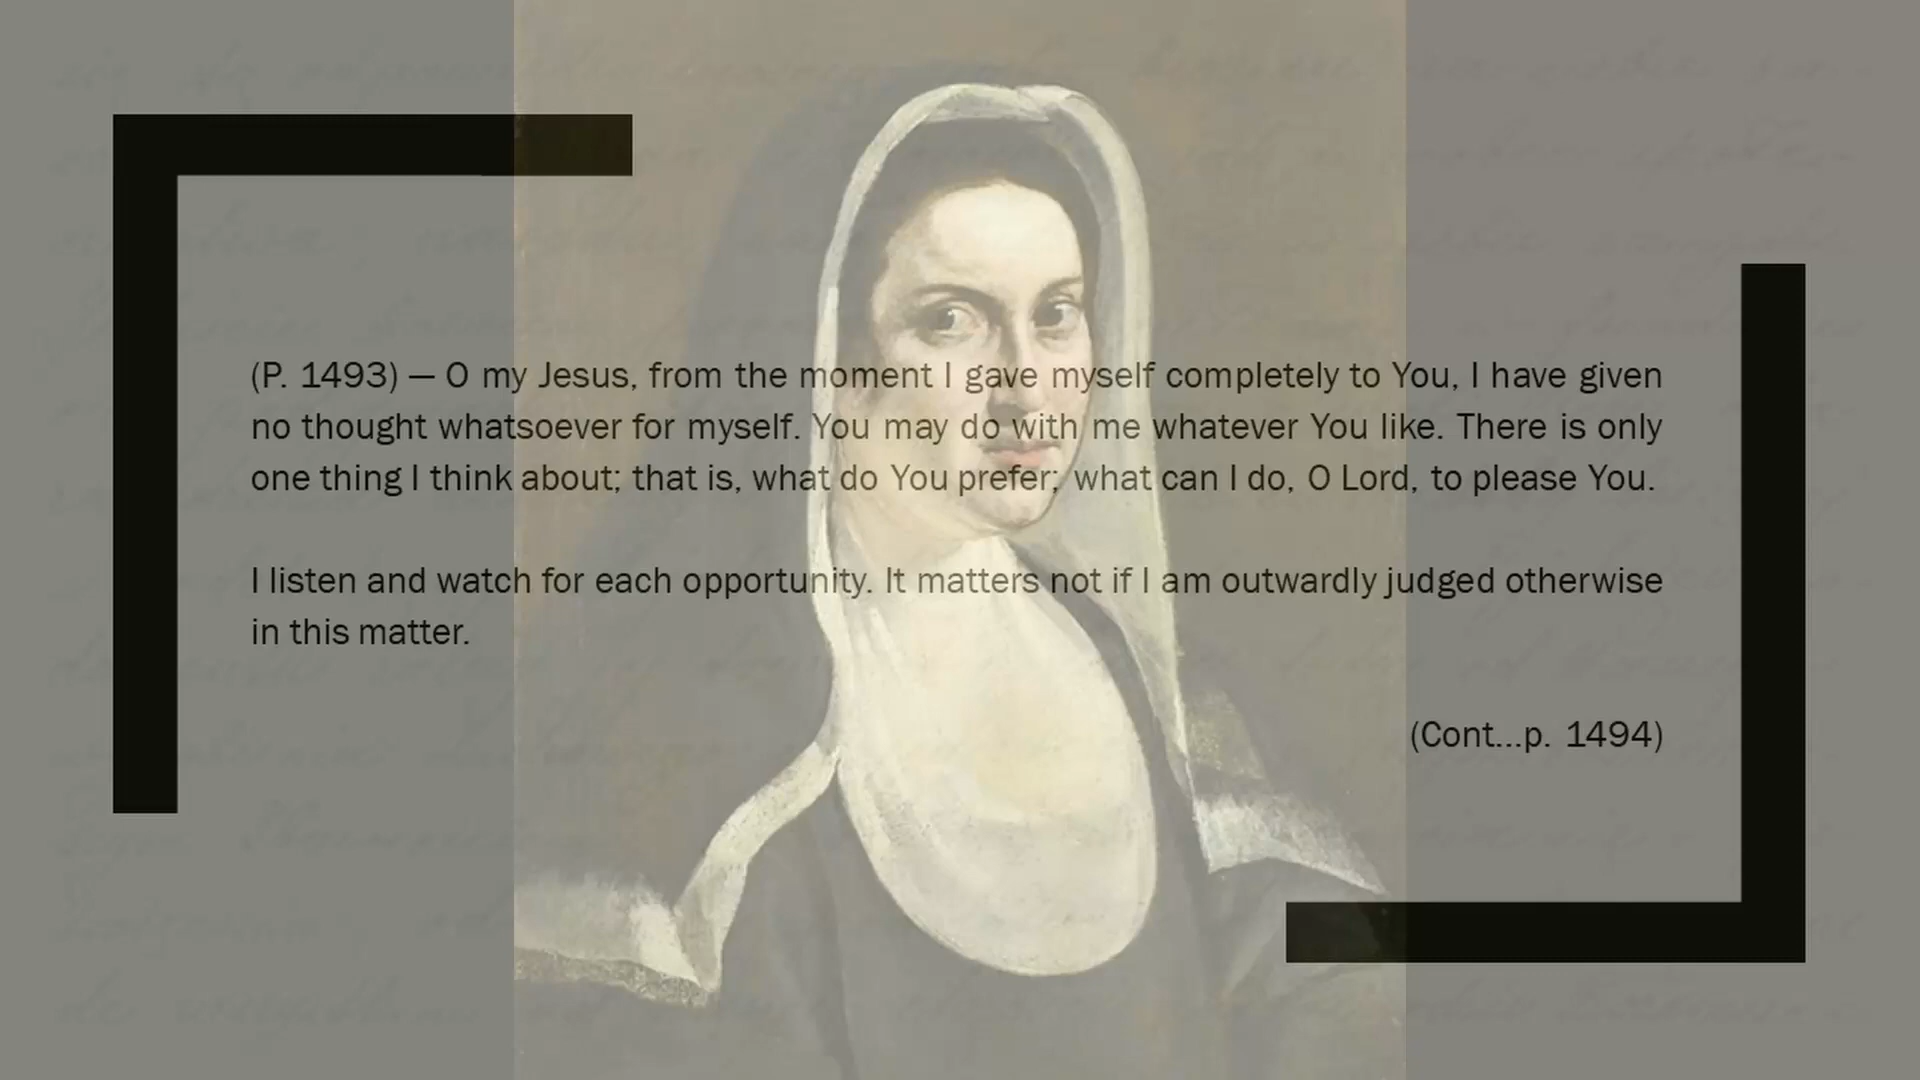 (P. 1493) — O my Jesus, from the moment I gave myself completely to You, I have given
no thought whatsoever for myself. You may do with me whatever You like. There is only
one thing I think about; that is, what do You prefer; what can I do, O Lord, to please You.
I listen and watch for each opportunity. It matters not if I am outwardly judged otherwise
in this matter.
(Cont...p. 1494)